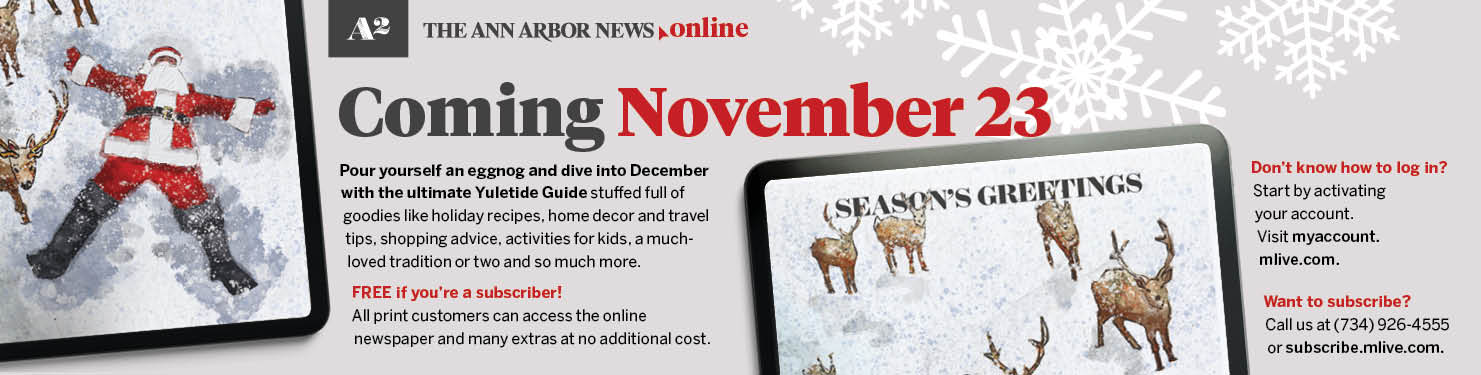 A2
THE ANN ARBOR NEWS online
Coming November 23
Pour yourself an eggnog and dive into December
with the ultimate Yuletide Guide stuffed full of
goodies like holiday recipes, home decor and travel
tips, shopping advice, activities for kids, a much-
loved tradition or two and so much more.
FREE if you're a subscriber!
All print customers can access the online
newspaper and many extras at no additional cost.
SEASON'S GREETINGS
Don't know how to log in?
Start by activating
your account.
Visit myaccount.
mlive.com.
Want to subscribe?
Call us at (734) 926-4555
or subscribe.mlive.com.